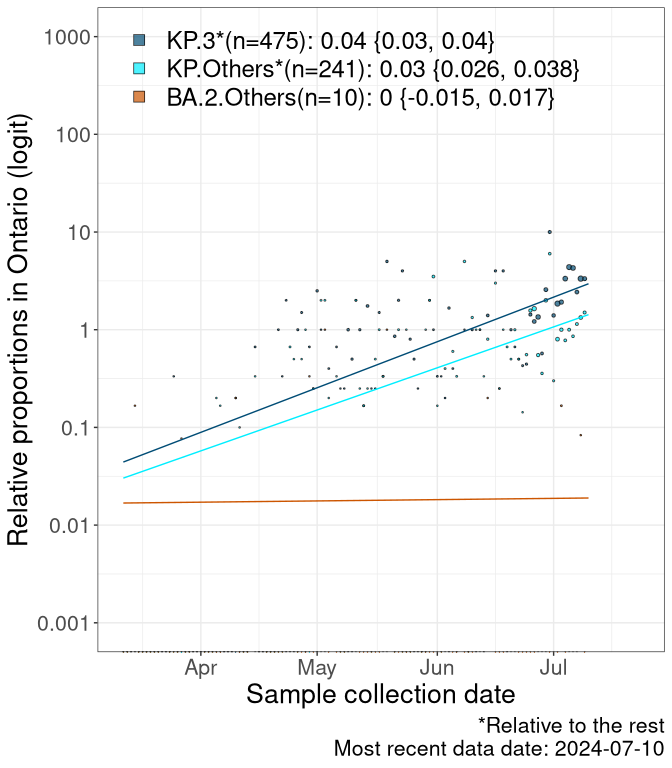 KP.3*(n=475): 0.04 {0.03, 0.04}
KP.Others*(n=241): 0.03 {0.026, 0.038}
BA.2.Others(n=10): 0 {-0.015, 0.017}
Relative proportions in Ontario (logit)
1000
100
10
1
0.1
0.01
0.001
Apr May Jun Jul
Sample collection date
*Relative to the rest
Most recent data date: 2024-07-10